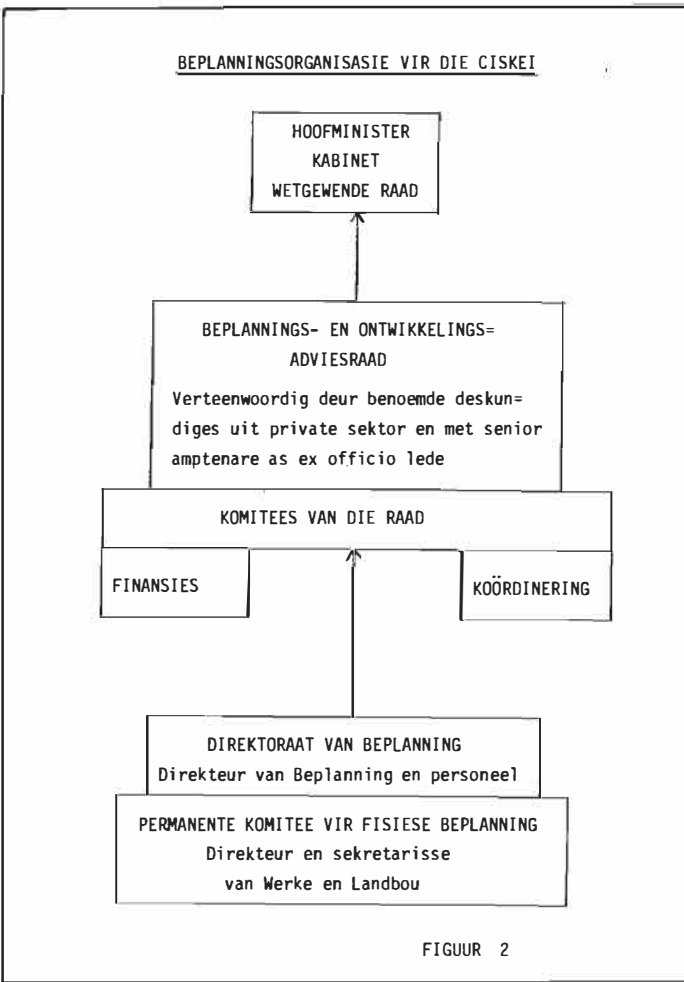 BEPLANNINGSORGANISASIE VIR DIE CISKEI
HOOFMINISTER
KABINET
WETGEWENDE RAAD
BEPLANNINGS- EN ONTWIKKELINGS=
ADVIESRAAD
Verteenwoordig deur benoemde deskun=
diges uit private sektor en met senior
amptenare as ex officio lede
KOMITEES VAN DIE RAAD
FINANSIES
KOÖRDINERING
DIREKTORAAT VAN BEPLANNING
Direkteur van Beplanning en personeel
PERMANENTE KOMITEE VIR FISIESE BEPLANNING
Direkteur en sekretarisse
van Werke en Landbou
FIGUUR 2